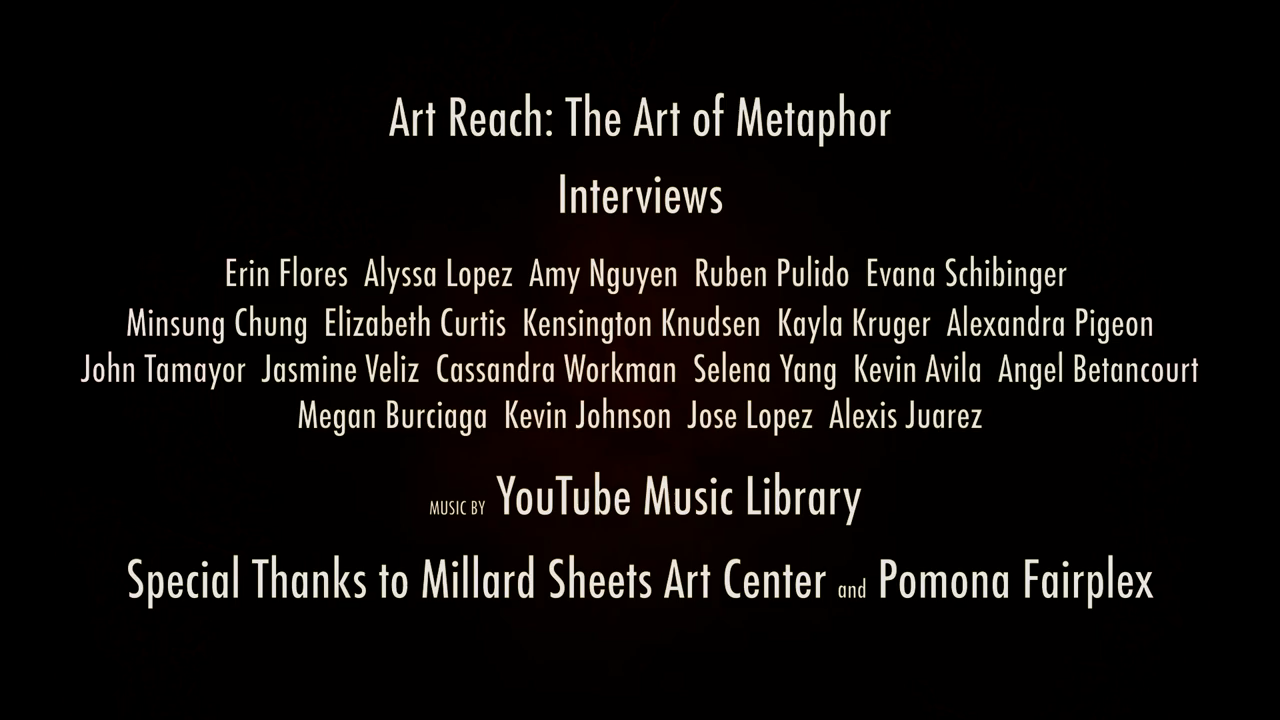 Art Reach: The Art of Metaphor
Interviews
Erin Flores Alyssa Lopez Amy Nguyen Ruben Pulido Evana Schibinger
Minsung Chung Elizabeth Curtis Kensington Knudsen Kayla Kruger Alexandra Pigeon
John Tamayor Jasmine Veliz Cassandra Workman Selena Yang Kevin Avila Angel Betancourt
Megan Burciaga Kevin Johnson Jose Lopez Alexis Juarez
MUSIC BY YouTube Music Library
Special Thanks to Millard Sheets Art Center and Pomona Fairplex